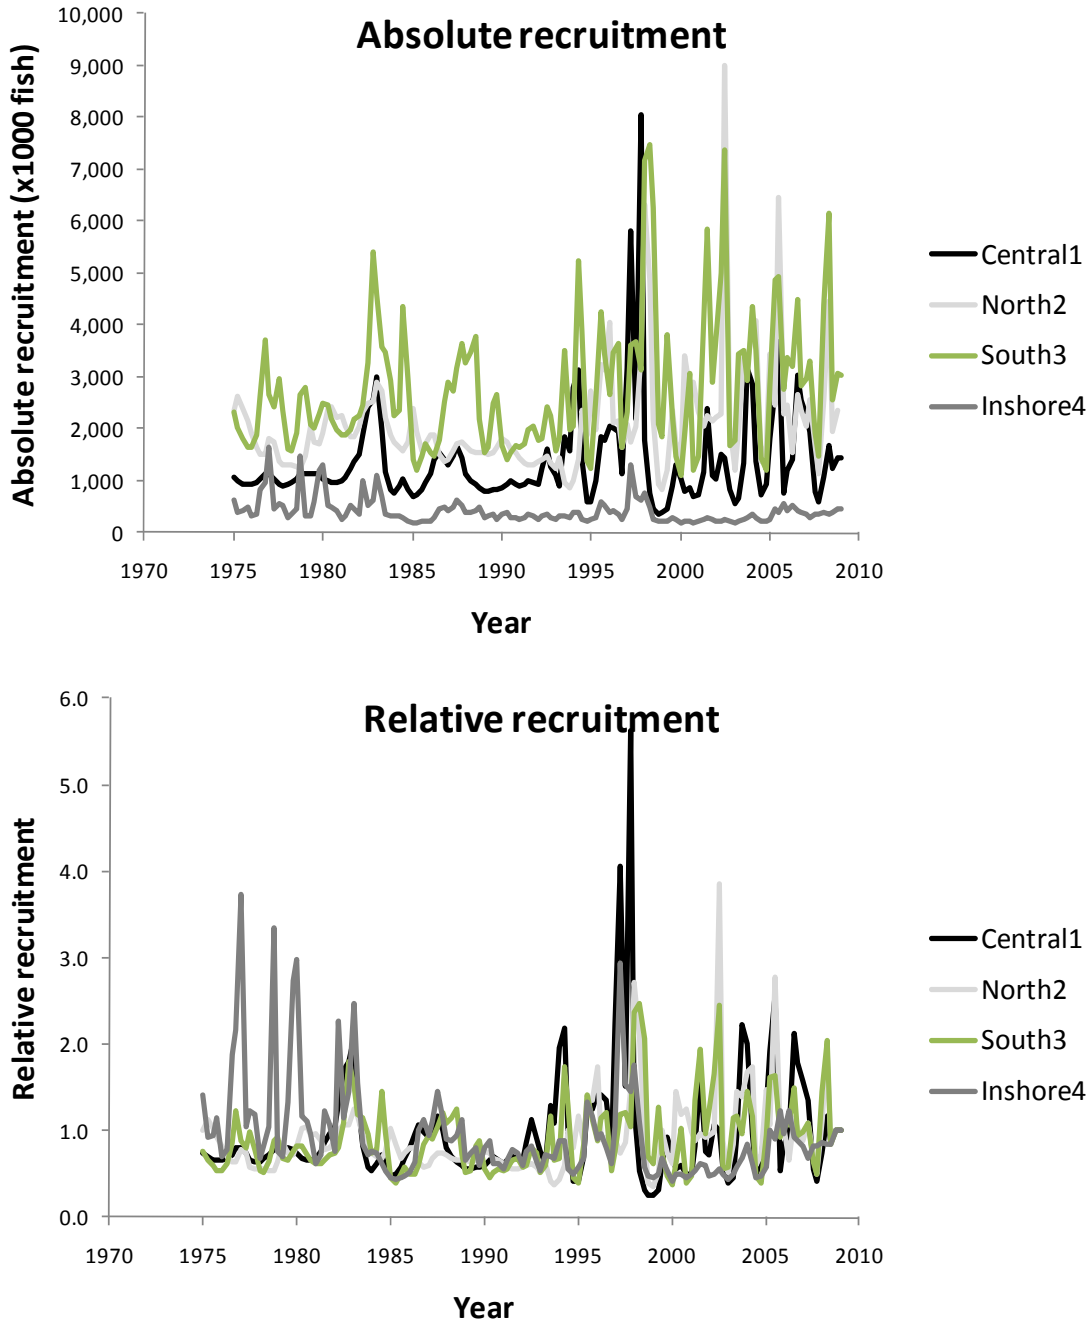 Absolute recruitment
Absolute recruitment (x1000 fish)
10,000
9,000
8,000
7,000
6,000
5,000
4,000
3,000
2,000
1,000
0
1970 1975 1980 1985 1990 1995 2000 2005 2010
Year
Central1
North2
South3
Inshore4
Relative recruitment
Relative recruitment
6.0
5.0
4.0
3.0
2.0
1.0
0.0
1970 1975 1980 1985 1990 1995 2000 2005 2010
Year
Central1
North2
South3
Inshore4